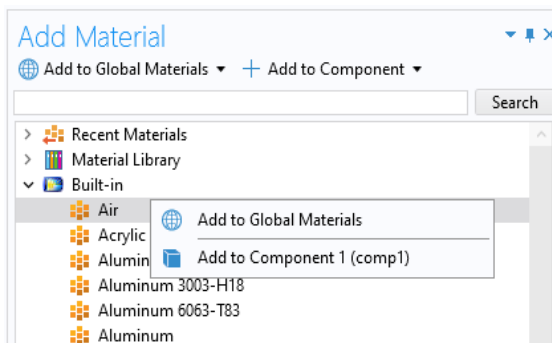 Add Material
Add to Global Materials Add to Component
Search
Recent Materials
Material Library
Built-in
Air
Add to Global Materials
Acrylic
Add to Component 1 (comp1)
Aluminum 3003-H18
Aluminum 6063-T83
Aluminum